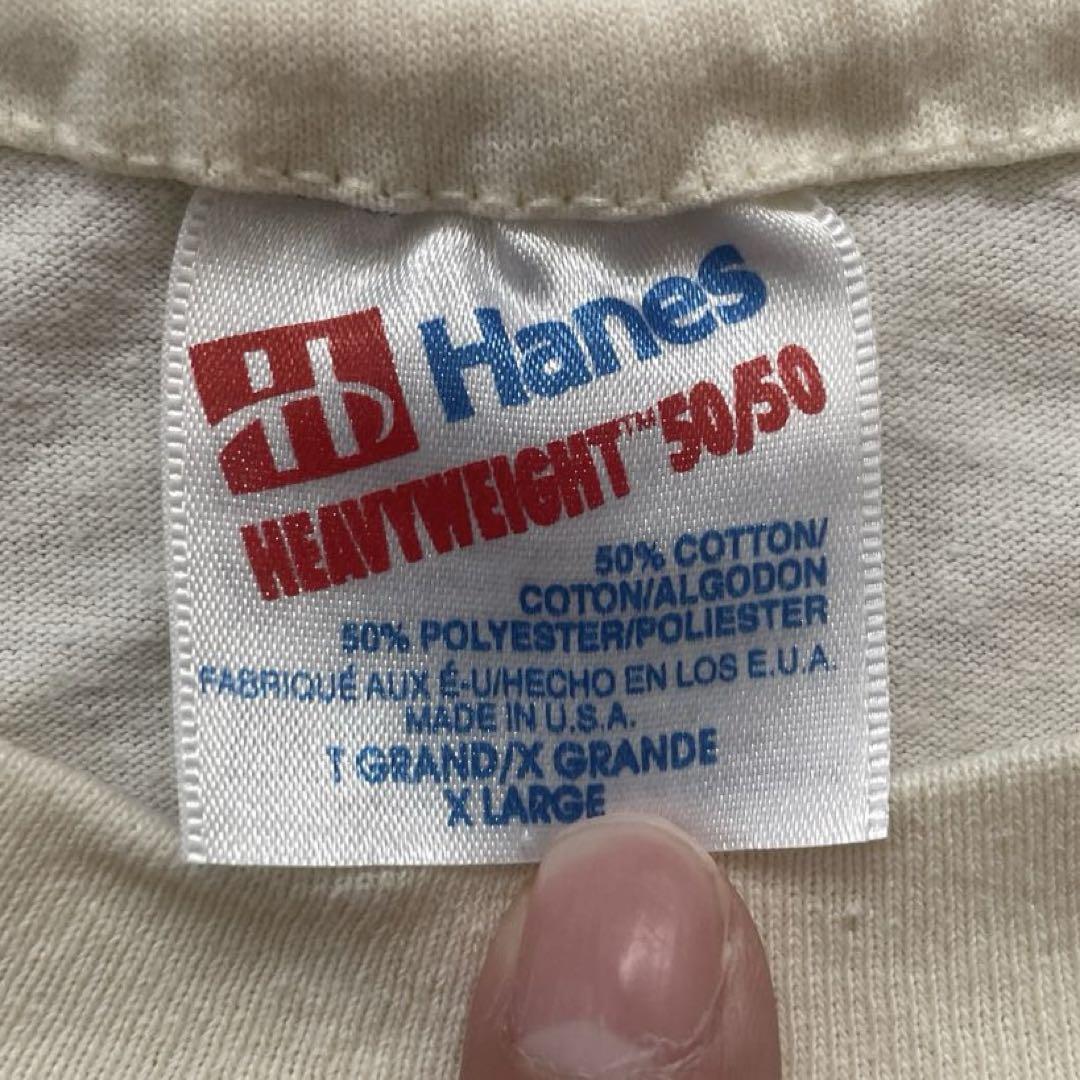 Hanes
HEAVYWEIGHT™ 50/50
50% COTTON/
COTON/ALGODON
50% POLYESTER/POLIESTER
FABRIQUÉ AUX É-U/HECHO EN LOS E.U.A.
MADE IN U.S.A.
T GRAND/X GRANDE
X LARGE